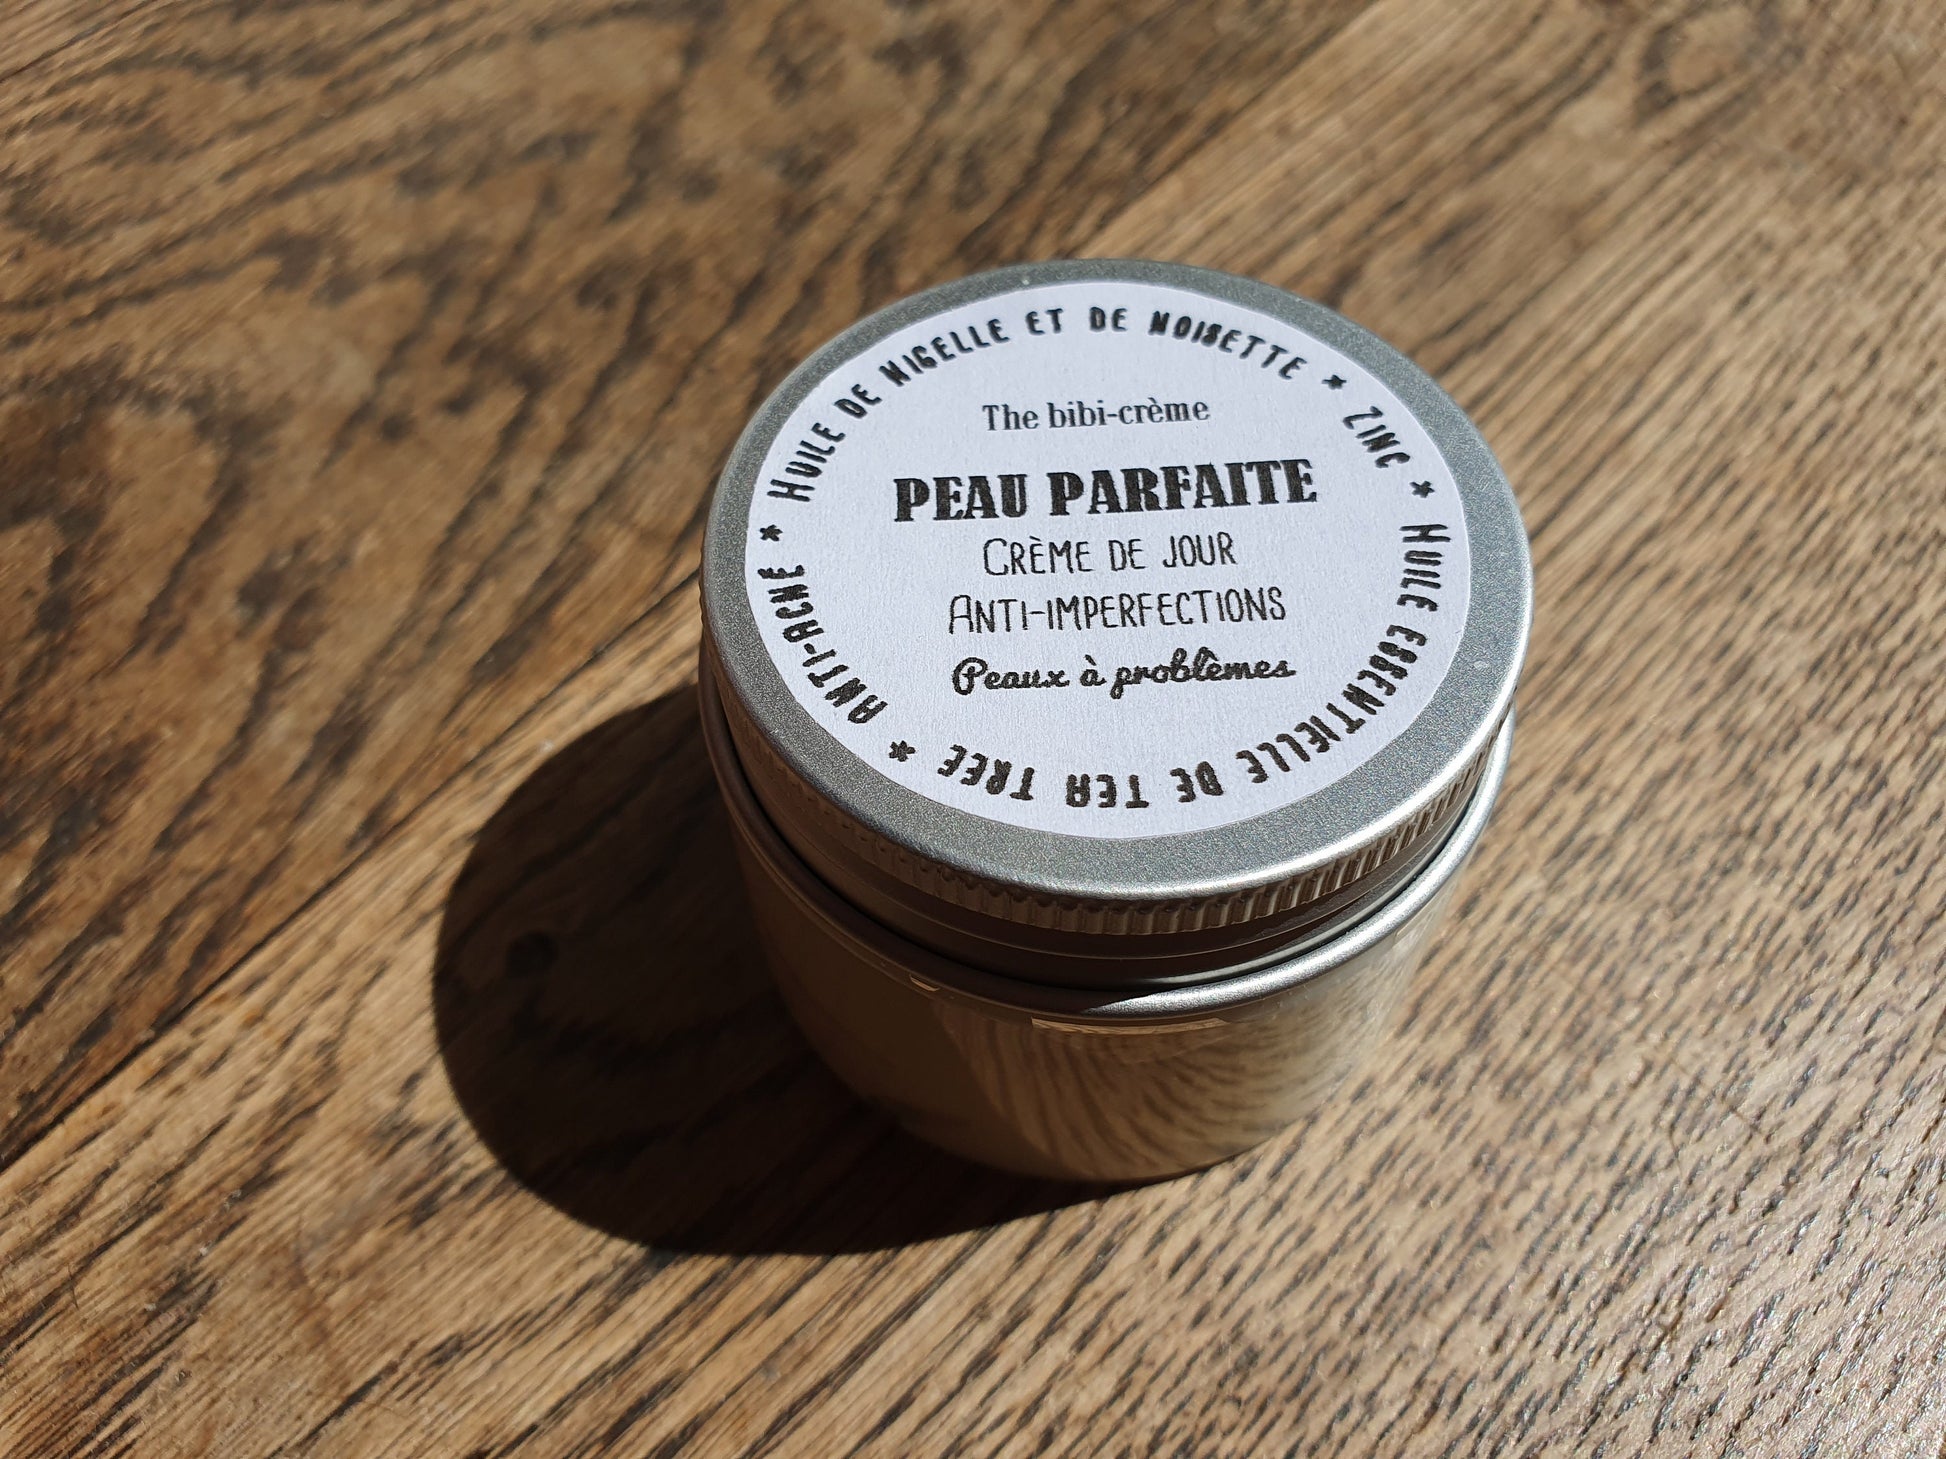 The bibi-crème
PEAU PARFAITE
CRÈME DE JOUR
ANTI-IMPERFECTIONS
Peaux à problèmes
HUILE DE NIGELLE ET DE NOISETTE * ZINC * HUILE ESSENTIELLE DE TEA TREE * ANTI-ACNE *